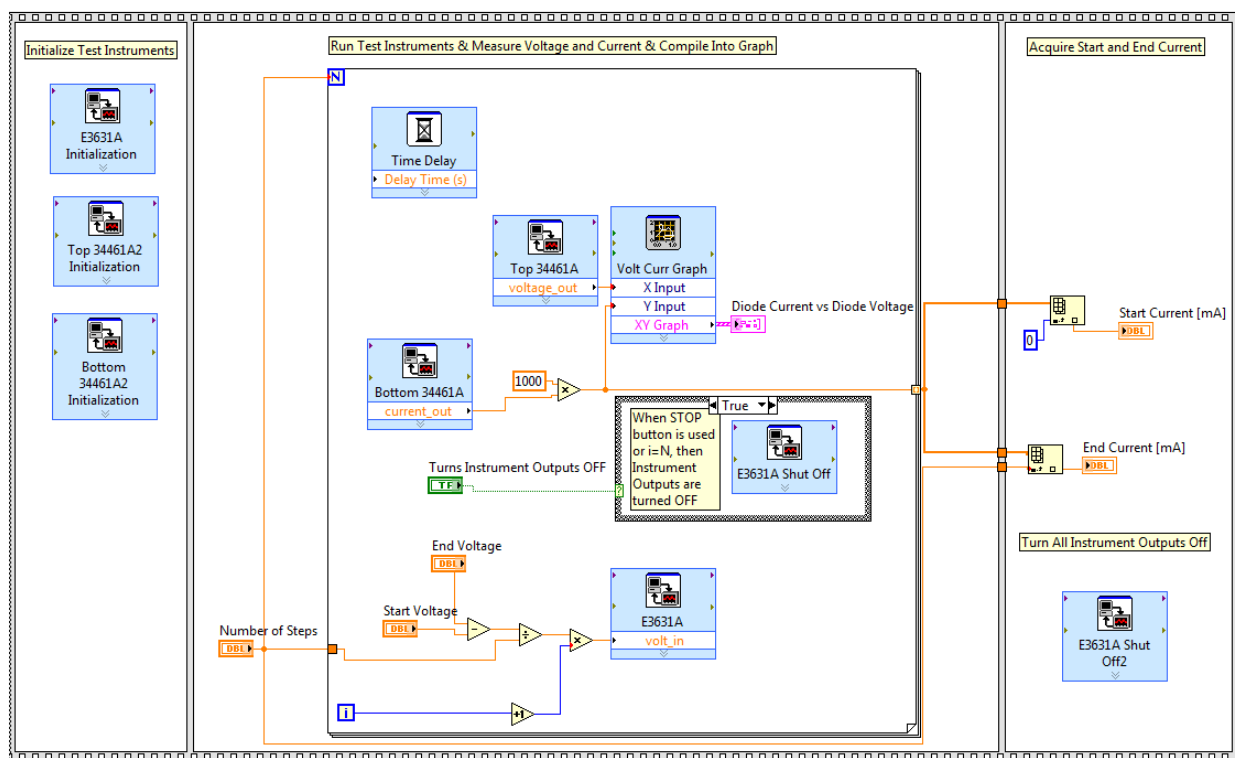 Initialize Test Instruments
E3631A
Initialization
Top 34461A2
Initialization
Bottom
34461A2
Initialization
Run Test Instruments & Measure Voltage and Current & Compile Into Graph
N
Time Delay
Delay Time (s)
Top 34461A
voltage_out
Volt Curr Graph
X Input
Y Input
XY Graph
Diode Current vs Diode Voltage
Bottom 34461A
current_out
1000
True
When STOP
button is used
or i=N, then
Instrument
Outputs are
turned OFF
E3631A Shut Off
Turns Instrument Outputs OFF
TF
?
End Voltage
DBL
Start Voltage
DBL
Number of Steps
DBL
E3631A
volt_in
i
+1
Acquire Start and End Current
0
Start Current [mA]
DBL
End Current [mA]
DBL
Turn All Instrument Outputs Off
E3631A Shut
Off2